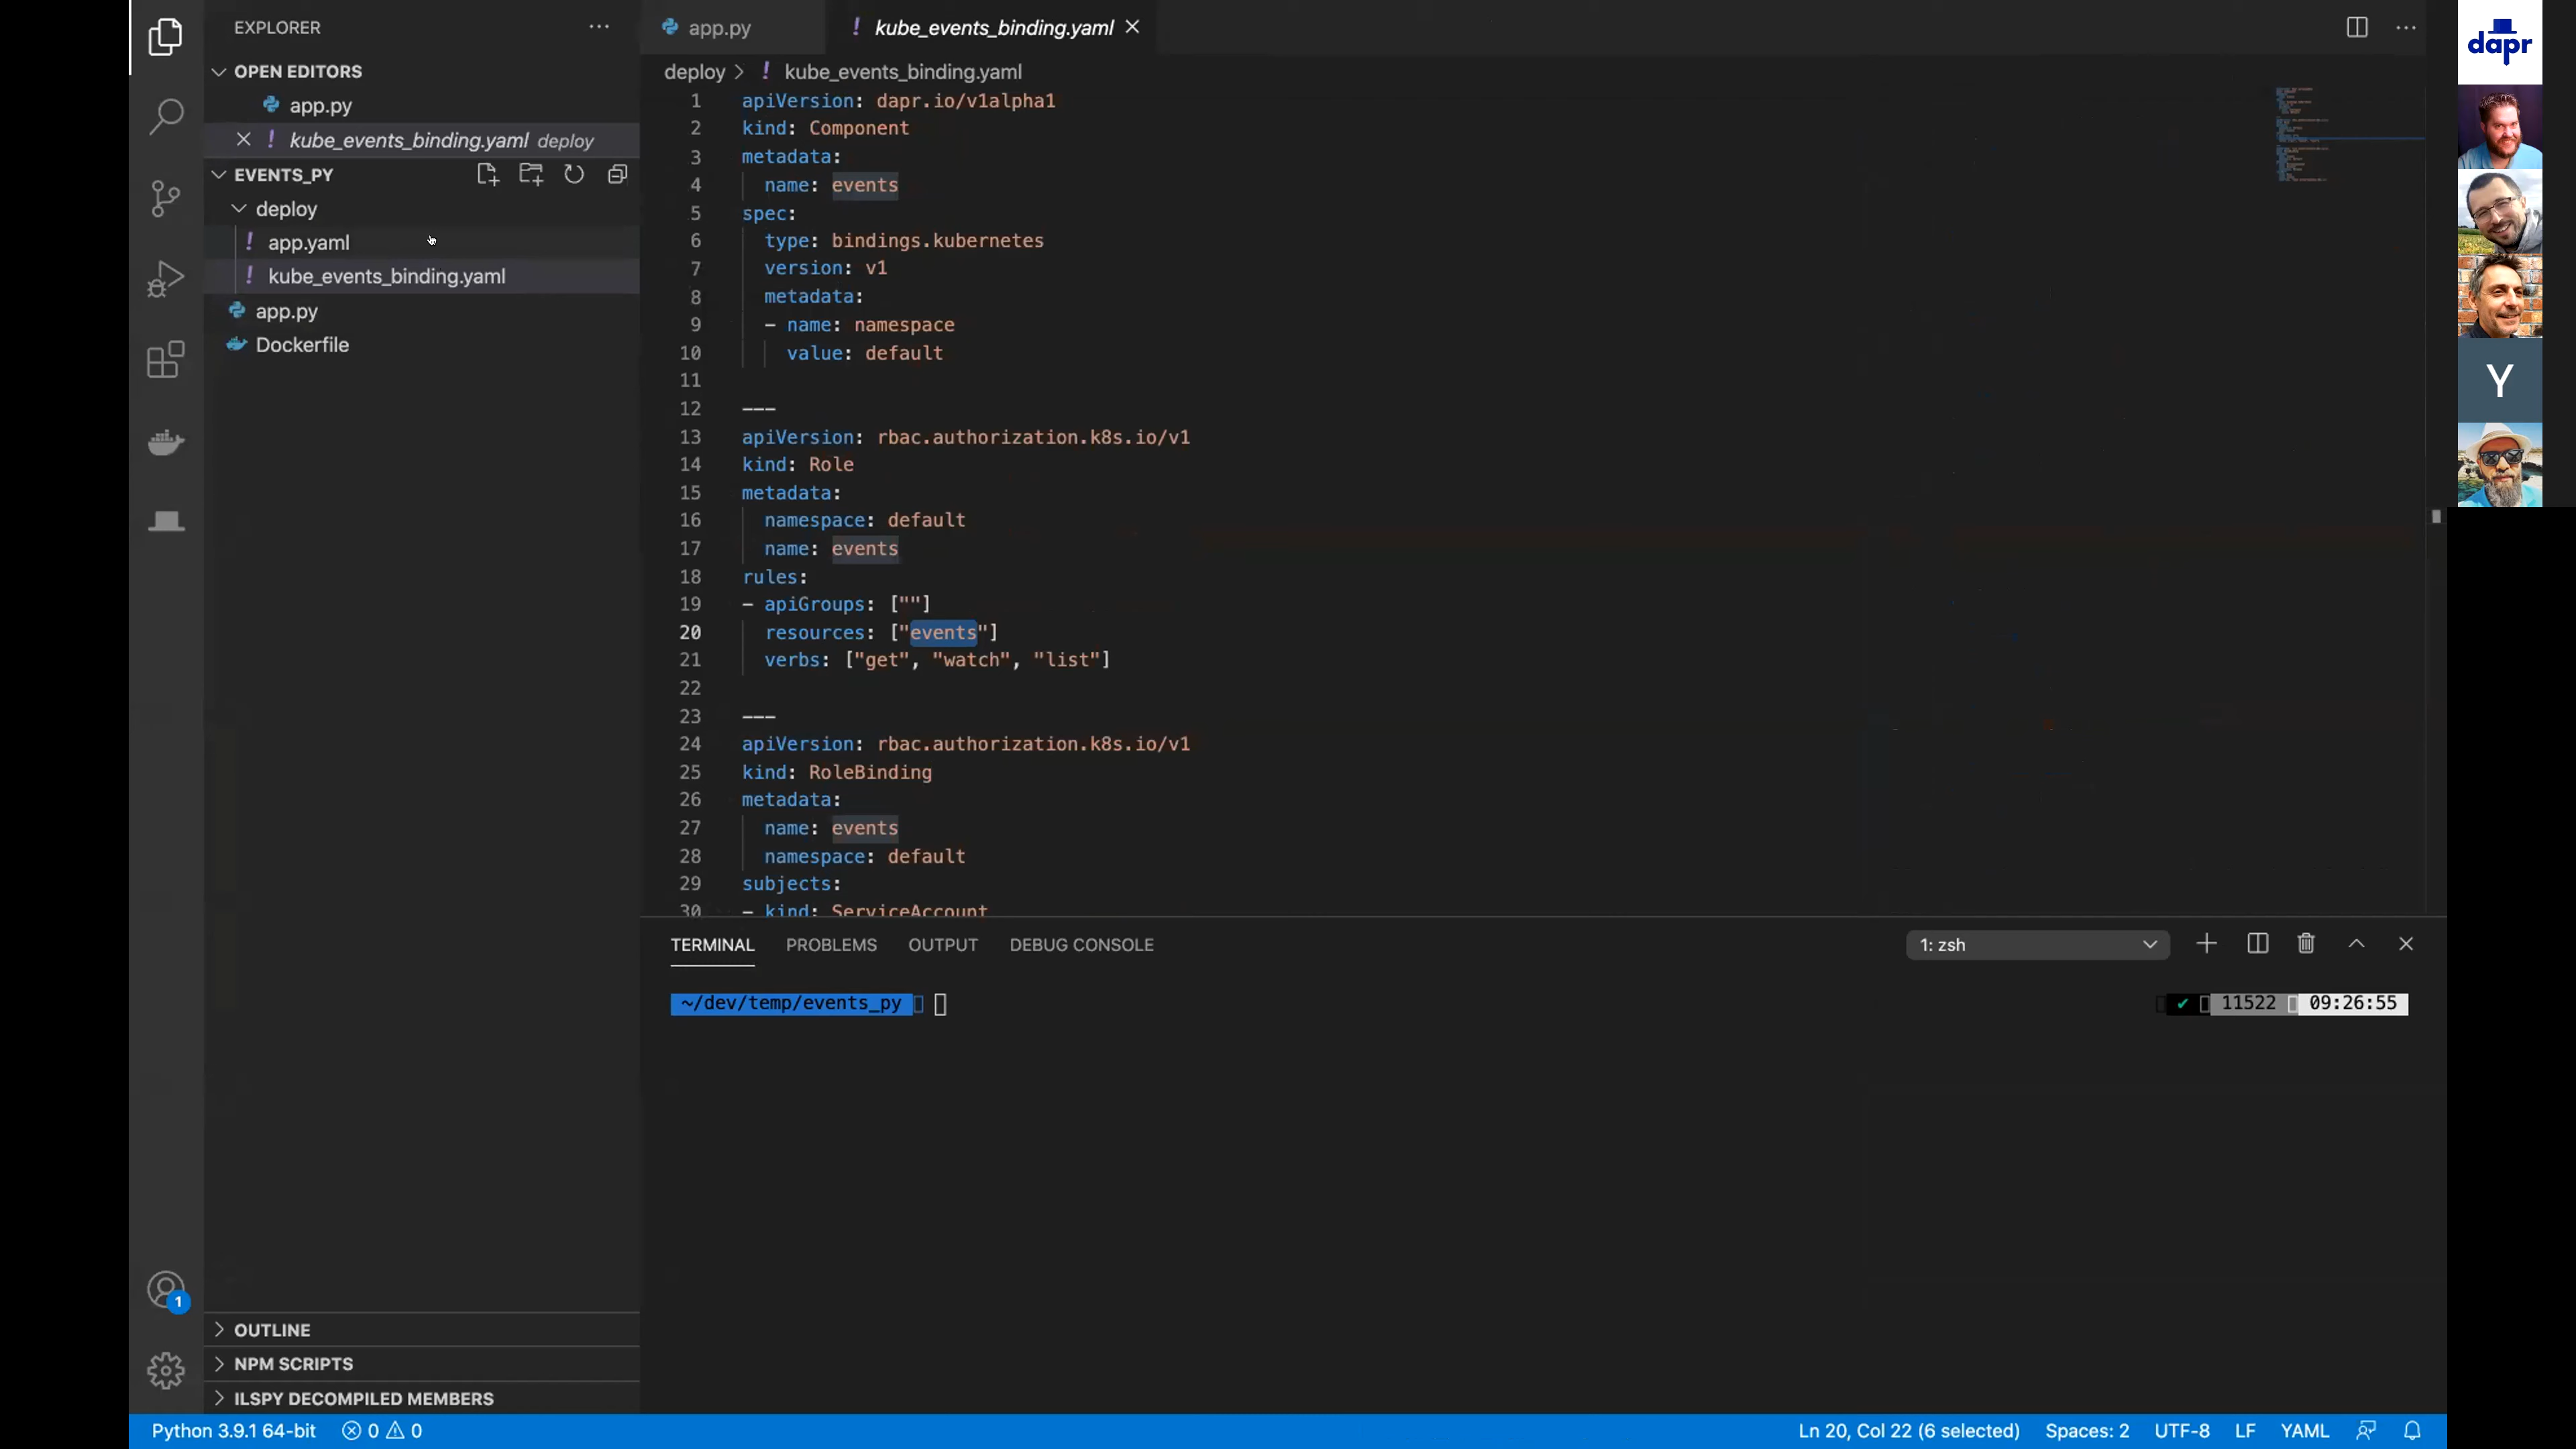 EXPLORER
OPEN EDITORS
app.py
kube_events_binding.yaml deploy
EVENTS_PY
deploy
app.yaml
kube_events_binding.yaml
app.py
Dockerfile
OUTLINE
NPM SCRIPTS
ILSPY DECOMPILED MEMBERS
1
app.py
kube_events_binding.yaml
deploy > kube_events_binding.yaml
1 apiVersion: dapr.io/v1alpha1
2 kind: Component
3 metadata:
4 name: events
5 spec:
6 type: bindings.kubernetes
7 version: v1
8 metadata:
9 - name: namespace
10 value: default
11
12 ---
13 apiVersion: rbac.authorization.k8s.io/v1
14 kind: Role
15 metadata:
16 namespace: default
17 name: events
18 rules:
19 - apiGroups: [""]
20 resources: ["events"]
21 verbs: ["get", "watch", "list"]
22
23 ---
24 apiVersion: rbac.authorization.k8s.io/v1
25 kind: RoleBinding
26 metadata:
27 name: events
28 namespace: default
29 subjects:
30 - kind: ServiceAccount
TERMINAL PROBLEMS OUTPUT DEBUG CONSOLE
1: zsh
~/dev/temp/events_py
11522 09:26:55
Python 3.9.1 64-bit 0 0
Ln 20, Col 22 (6 selected) Spaces: 2 UTF-8 LF YAML
dapr
Y